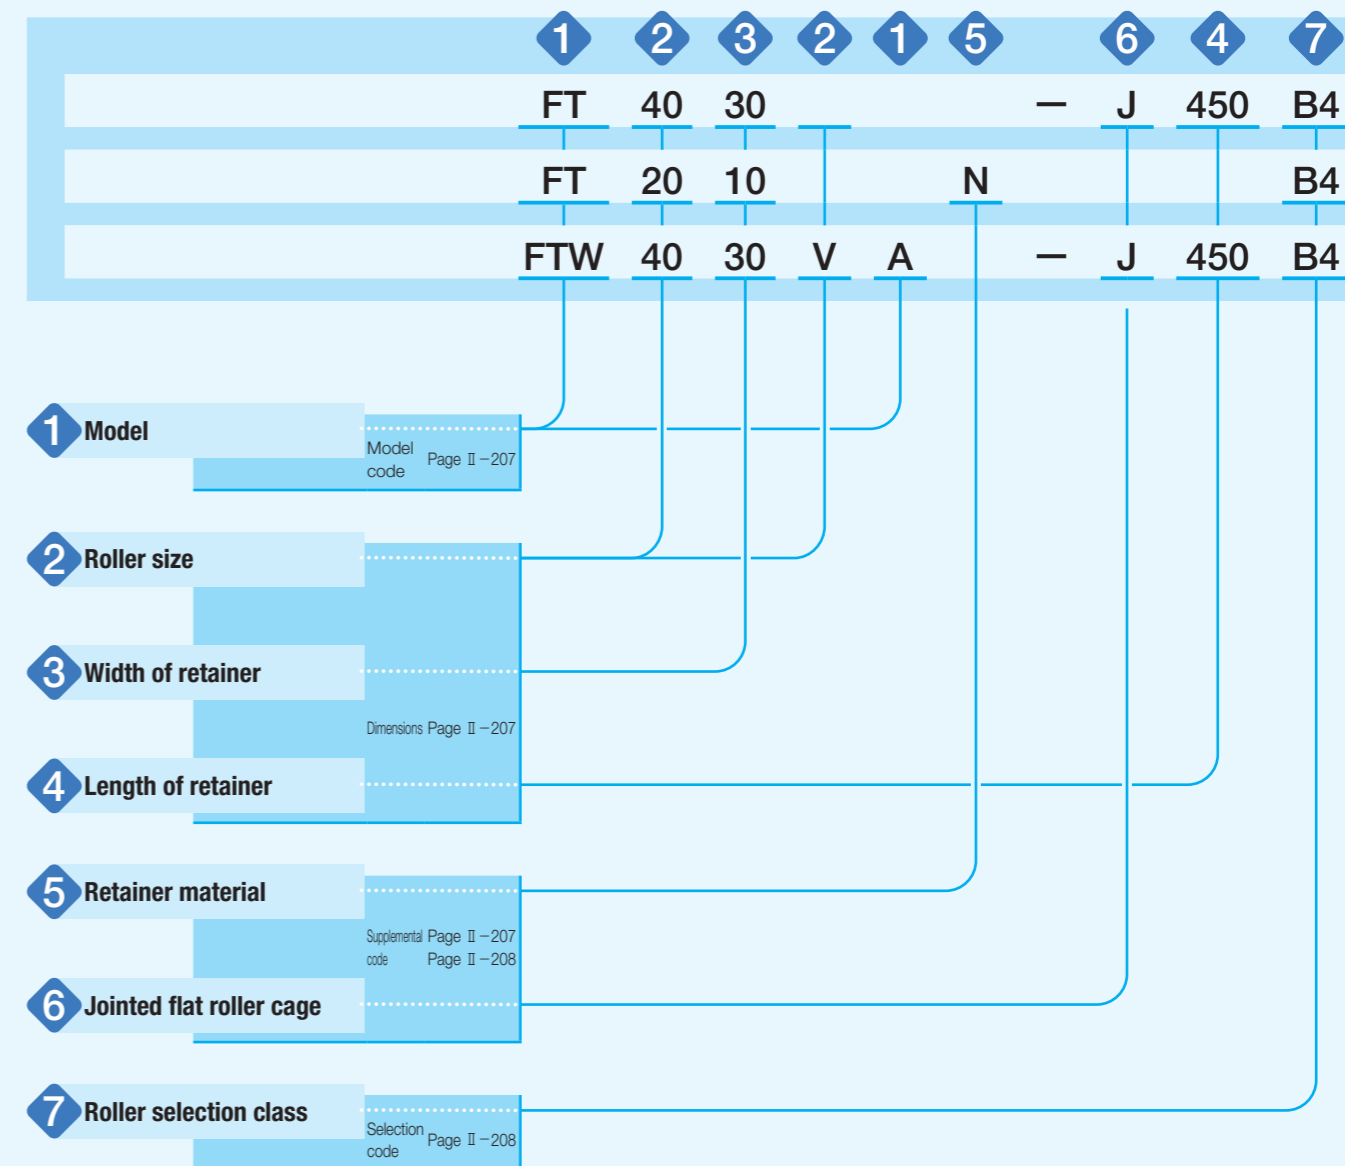 1 2 3 2 1 5 6 4 7
FT 40 30 － J 450 B4
FT 20 10 N B4
FTW 40 30 V A － J 450 B4
1 Model
Model code Page Ⅱ－207
2 Roller size
3 Width of retainer
Dimensions Page Ⅱ－207
4 Length of retainer
5 Retainer material
Supplemental Page Ⅱ－207
code Page Ⅱ－208
6 Jointed flat roller cage
7 Roller selection class
Selection code Page Ⅱ－208